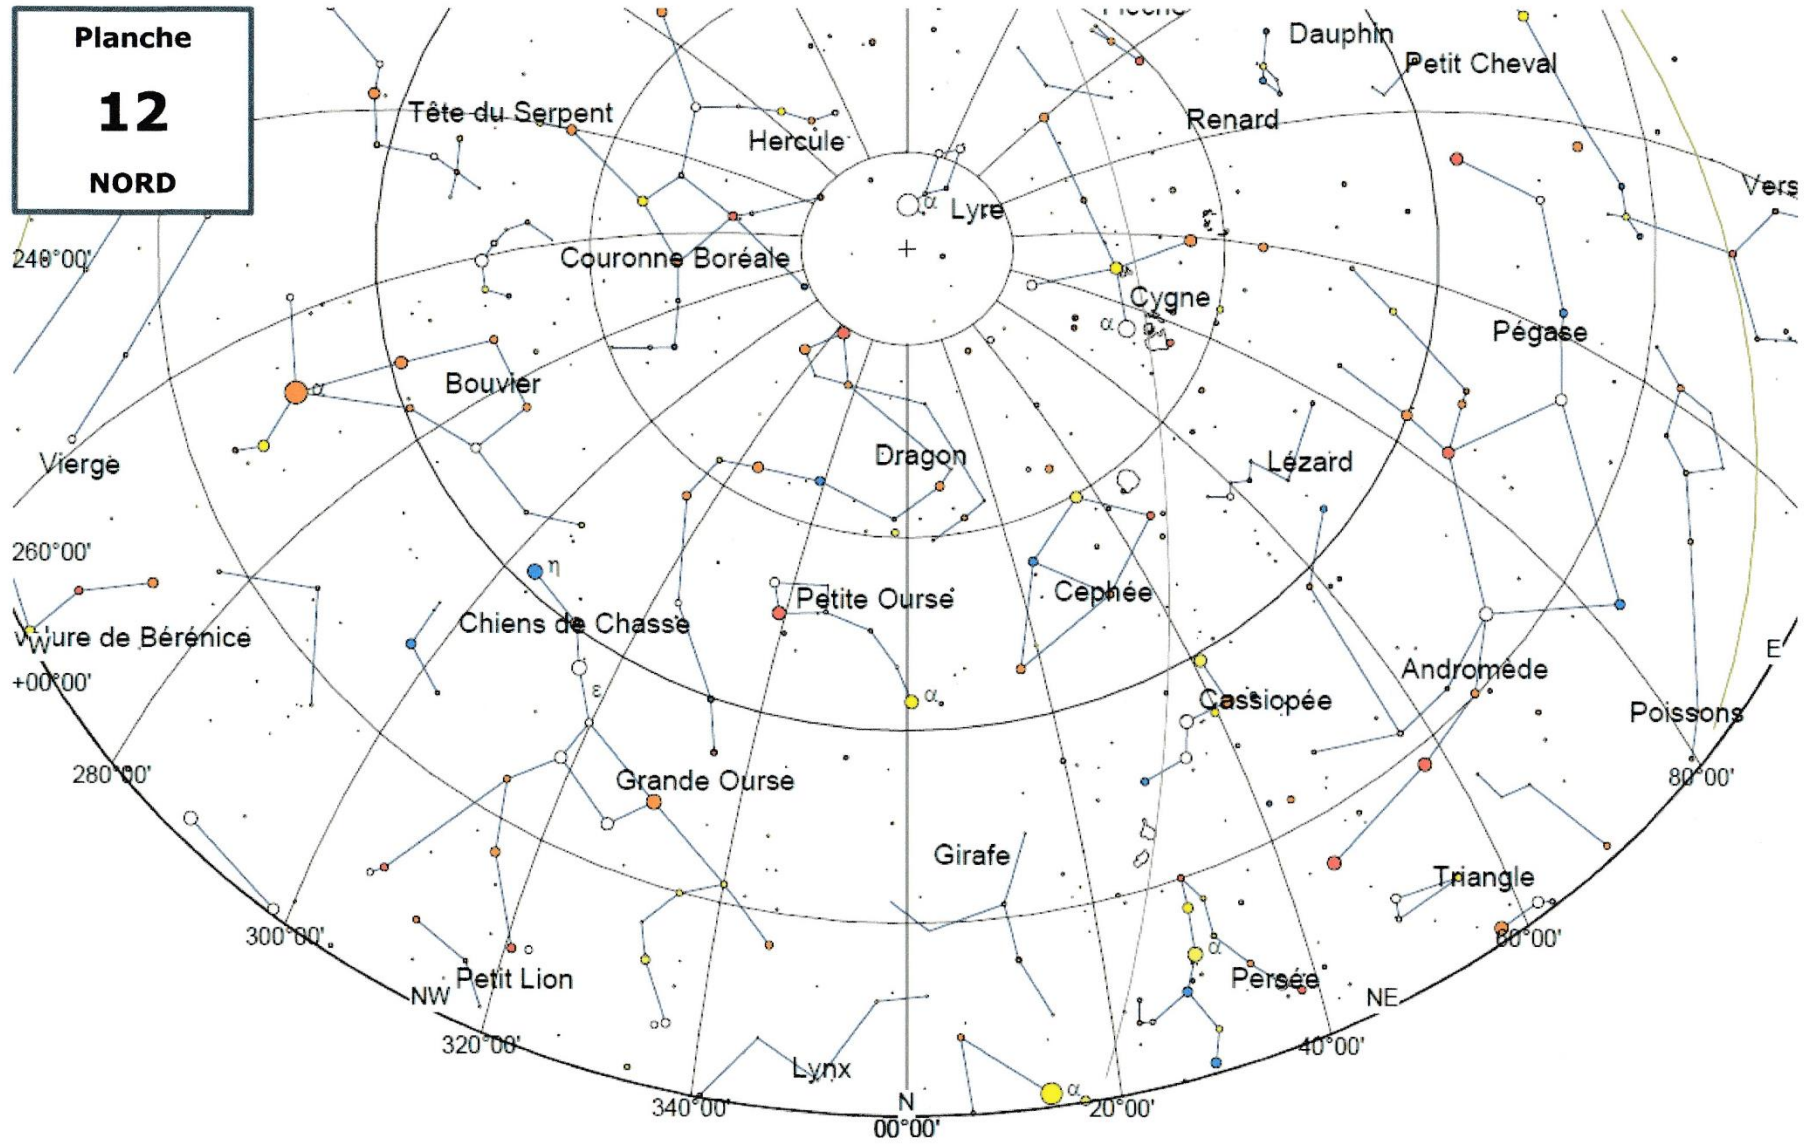 Planche
12
NORD
Dauphin
Petit Cheval
Tête du Serpent
Renard
Hercule
α Lyre
Couronne Boréale
240°00'
Cygne
α
Pégase
Bouvier
α
Vierge
Dragon
Lézard
260°00'
η
Petite Ourse
Cephée
Chiens de Chasse
W
ure de Bérénice
E
Andromède
+00°00'
ε
α
Cassiopée
Poissons
280°00'
Grande Ourse
80°00'
Girafe
Triangle
300°00'
60°00'
α
Petit Lion
Persée
NW
NE
320°00'
40°00'
Lynx
α
340°00'
N
20°00'
00°00'